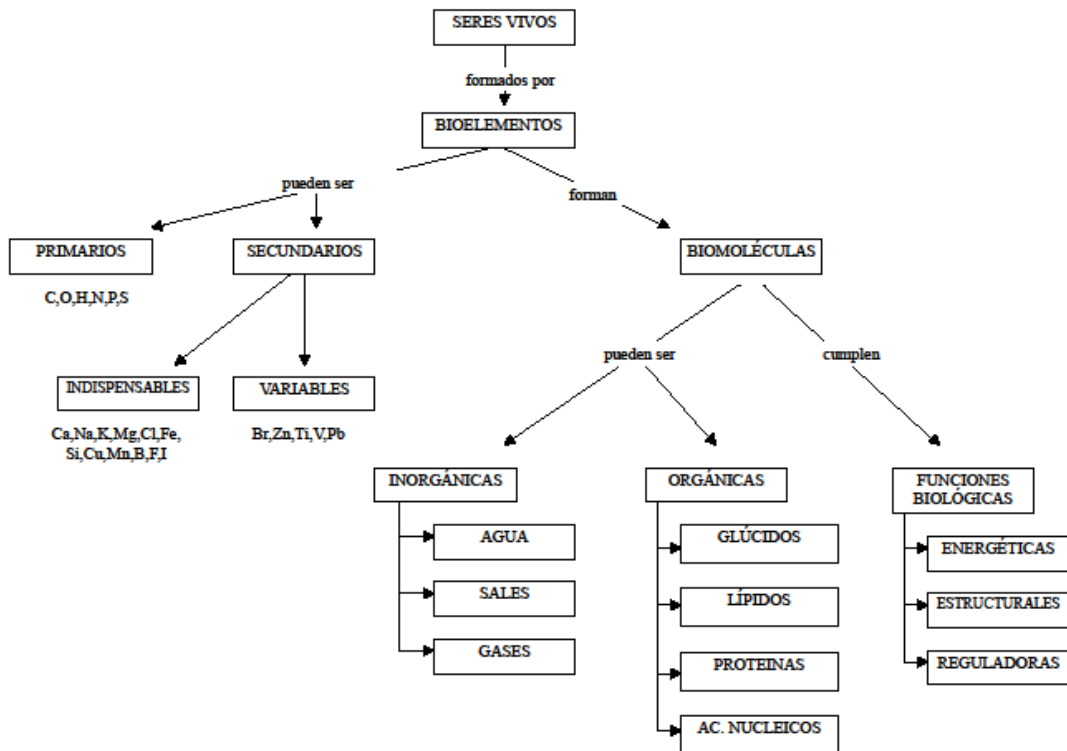 SERES VIVOS
formados por
BIOELEMENTOS
pueden ser
forman
PRIMARIOS
SECUNDARIOS
BIOMOLÉCULAS
C,O,H,N,P,S
pueden ser
cumplen
INDISPENSABLES
VARIABLES
Ca,Na,K,Mg,Cl,Fe,
Si,Cu,Mn,B,F,I
Br,Zn,Ti,V,Pb
INORGÁNICAS
ORGÁNICAS
FUNCIONES
BIOLÓGICAS
AGUA
SALES
GASES
GLÚCIDOS
LÍPIDOS
PROTEINAS
AC. NUCLEICOS
ENERGÉTICAS
ESTRUCTURALES
REGULADORAS